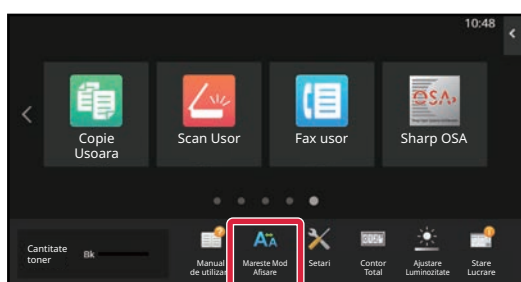 10:48
Copie
Usoara
Scan Usor
Fax usor
OSA
Sharp OSA
Cantitate
toner
Bk
Manual
de utilizare
Mareste Mod
Afisare
Setari
Contor
Total
Ajustare
Luminozitate
Stare
Lucrare